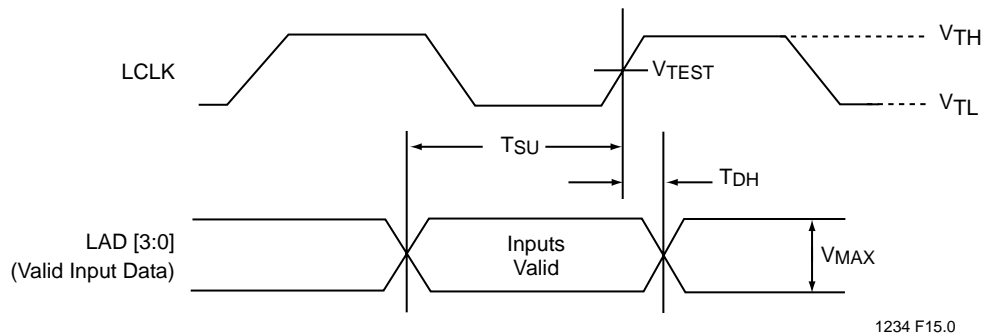 VTH
LCLK
VTEST
VTL
TSU
TDH
LAD [3:0]
(Valid Input Data)
Inputs
Valid
VMAX
1234 F15.0